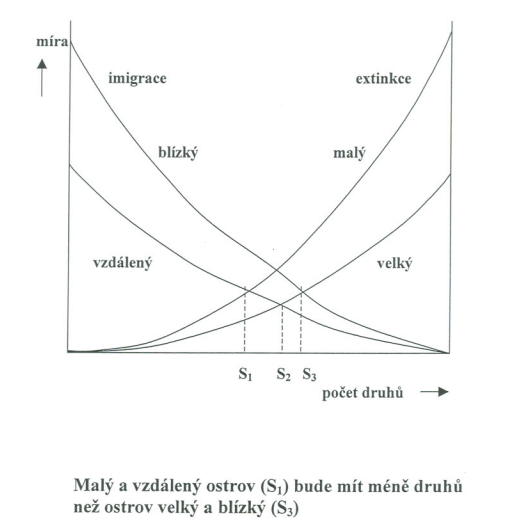 míra
imigrace
extinkce
blízký
malý
vzdálený
velký
S₁ S₂ S₃
počet druhů
Malý a vzdálený ostrov (S₁) bude mít méně druhů
než ostrov velký a blízký (S₃)